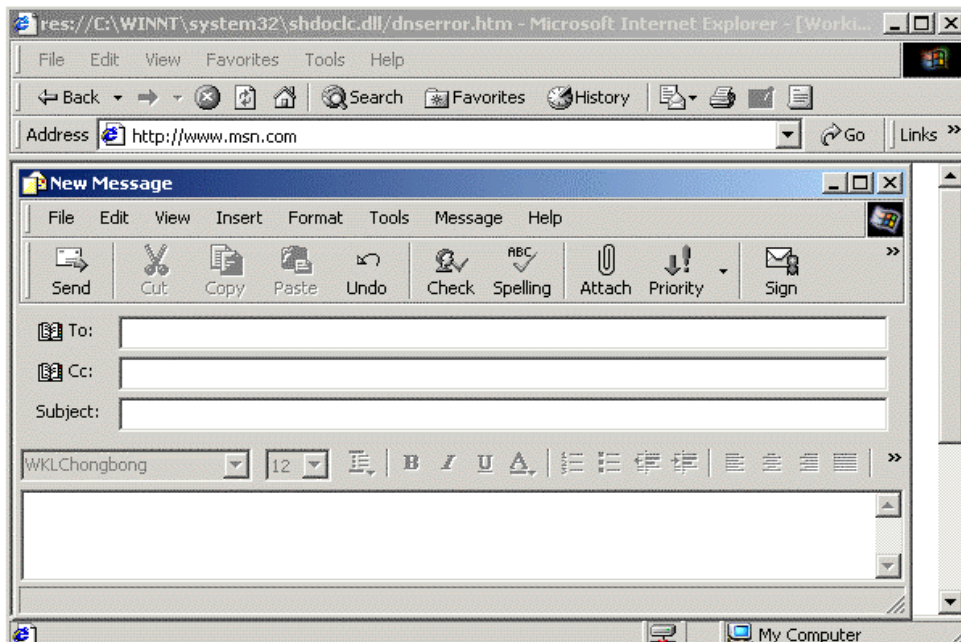 res://C:\WINNT\system32\shdoclc.dll/dnserror.htm - Microsoft Internet Explorer - [Worki...
File Edit View Favorites Tools Help
Back Search Favorites History
Address http://www.msn.com Go Links »
New Message
File Edit View Insert Format Tools Message Help
ABC »
Send Cut Copy Paste Undo Check Spelling Attach Priority Sign
To:
Cc:
Subject:
WKLChongbong 12 B I U A »
My Computer